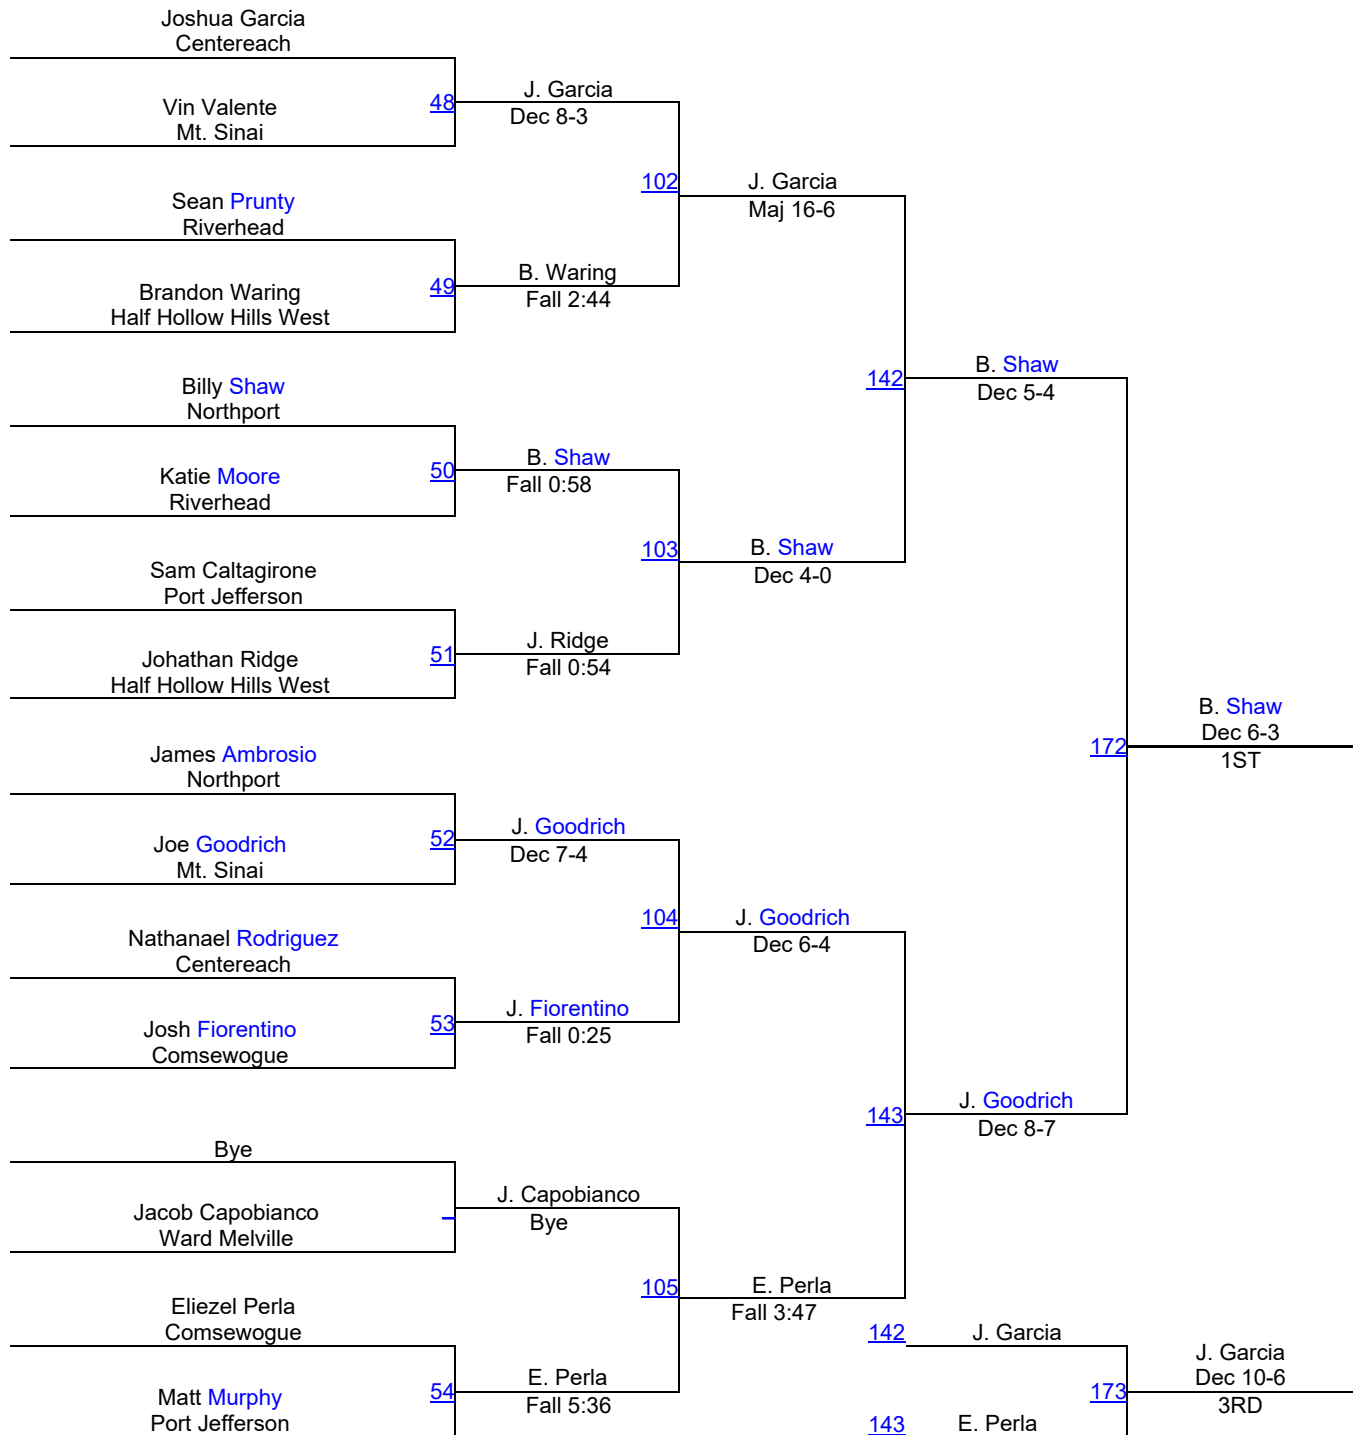 Joshua Garcia
Centereach
48
J. Garcia
Dec 8-3
Vin Valente
Mt. Sinai
102
J. Garcia
Maj 16-6
Sean Prunty
Riverhead
49
B. Waring
Fall 2:44
Brandon Waring
Half Hollow Hills West
142
B. Shaw
Dec 5-4
Billy Shaw
Northport
50
B. Shaw
Fall 0:58
Katie Moore
Riverhead
103
B. Shaw
Dec 4-0
Sam Caltagirone
Port Jefferson
51
J. Ridge
Fall 0:54
Johathan Ridge
Half Hollow Hills West
172
B. Shaw
Dec 6-3
1ST
James Ambrosio
Northport
52
J. Goodrich
Dec 7-4
Joe Goodrich
Mt. Sinai
104
J. Goodrich
Dec 6-4
Nathanael Rodriguez
Centereach
53
J. Fiorentino
Fall 0:25
Josh Fiorentino
Comsewogue
143
J. Goodrich
Dec 8-7
Bye
J. Capobianco
Bye
Jacob Capobianco
Ward Melville
105
E. Perla
Fall 3:47
Eliezel Perla
Comsewogue
54
E. Perla
Fall 5:36
Matt Murphy
Port Jefferson
142
J. Garcia
173
J. Garcia
Dec 10-6
3RD
143
E. Perla